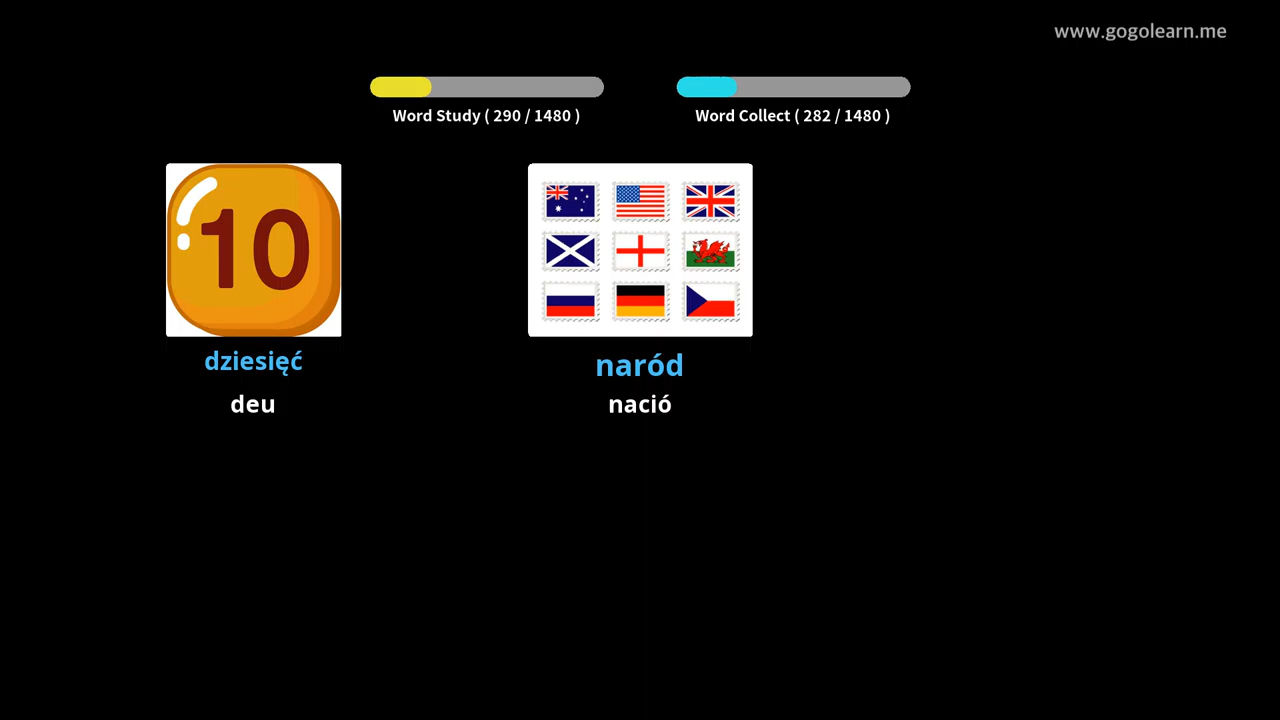 www.gogolearn.me
Word Study ( 290 / 1480 )
Word Collect ( 282 / 1480 )
10
dziesięć
deu
naród
nació